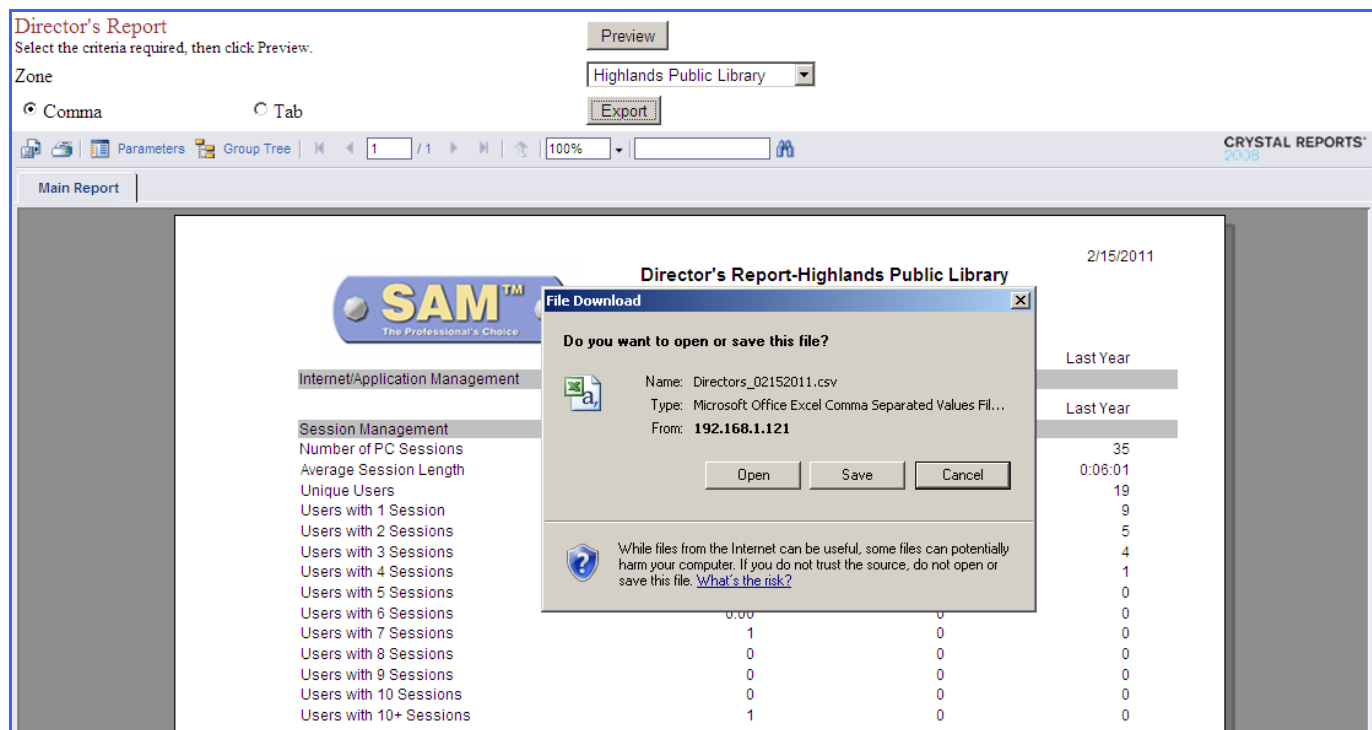 Director's Report
Select the criteria required, then click Preview.
Preview
Zone
Highlands Public Library
Comma
Tab
Export
Parameters
Group Tree
1
/ 1
100%
CRYSTAL REPORTS®
2008
Main Report
2/15/2011
Director's Report-Highlands Public Library
SAM™
The Professional's Choice
File Download
Do you want to open or save this file?
Name: Directors_02152011.csv
Type: Microsoft Office Excel Comma Separated Values Fil...
From: 192.168.1.121
Open
Save
Cancel
While files from the Internet can be useful, some files can potentially
harm your computer. If you do not trust the source, do not open or
save this file. What's the risk?
Last Year
Internet/Application Management
Last Year
Session Management
Number of PC Sessions 35
Average Session Length 0:06:01
Unique Users 19
Users with 1 Session 9
Users with 2 Sessions 5
Users with 3 Sessions 4
Users with 4 Sessions 1
Users with 5 Sessions 0
Users with 6 Sessions 0
Users with 7 Sessions 1 0 0
Users with 8 Sessions 0 0 0
Users with 9 Sessions 0 0 0
Users with 10 Sessions 0 0 0
Users with 10+ Sessions 1 0 0